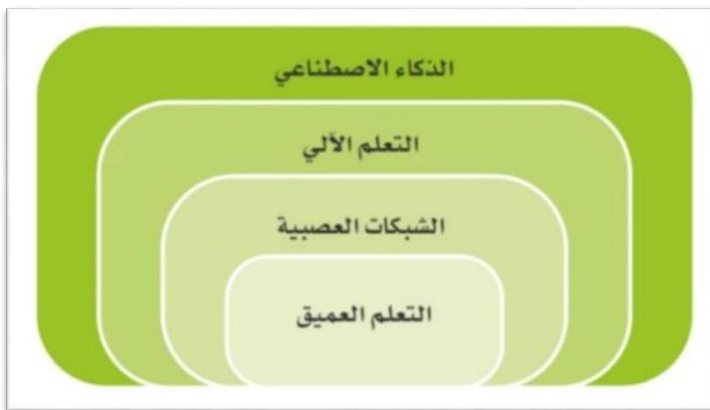 الذكاء الاصطناعي
التعلم الآلي
الشبكات العصبية
التعلم العميق